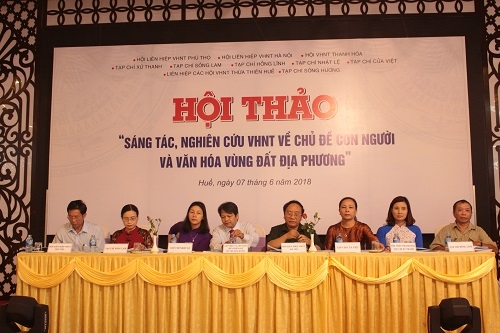 ● HỘI LIÊN HIỆP VHNT PHÚ THỌ ● HỘI LIÊN HIỆP VHNT HÀ NỘI ● HỘI VHNT THANH HÓA
● TẠP CHÍ XỨ THANH ● TẠP CHÍ SÔNG LAM ● TẠP CHÍ HỒNG LĨNH ● TẠP CHÍ NHẬT LỆ ● TẠP CHÍ CỬA VIỆT
● LIÊN HIỆP CÁC HỘI VHNT THỪA THIÊN HUẾ ● TẠP CHÍ SÔNG HƯƠNG
HỘI THẢO
"SÁNG TÁC, NGHIÊN CỨU VHNT VỀ CHỦ ĐỀ CON NGƯỜI
VÀ VĂN HÓA VÙNG ĐẤT ĐỊA PHƯƠNG"
Huế, ngày 07 tháng 6 năm 2018